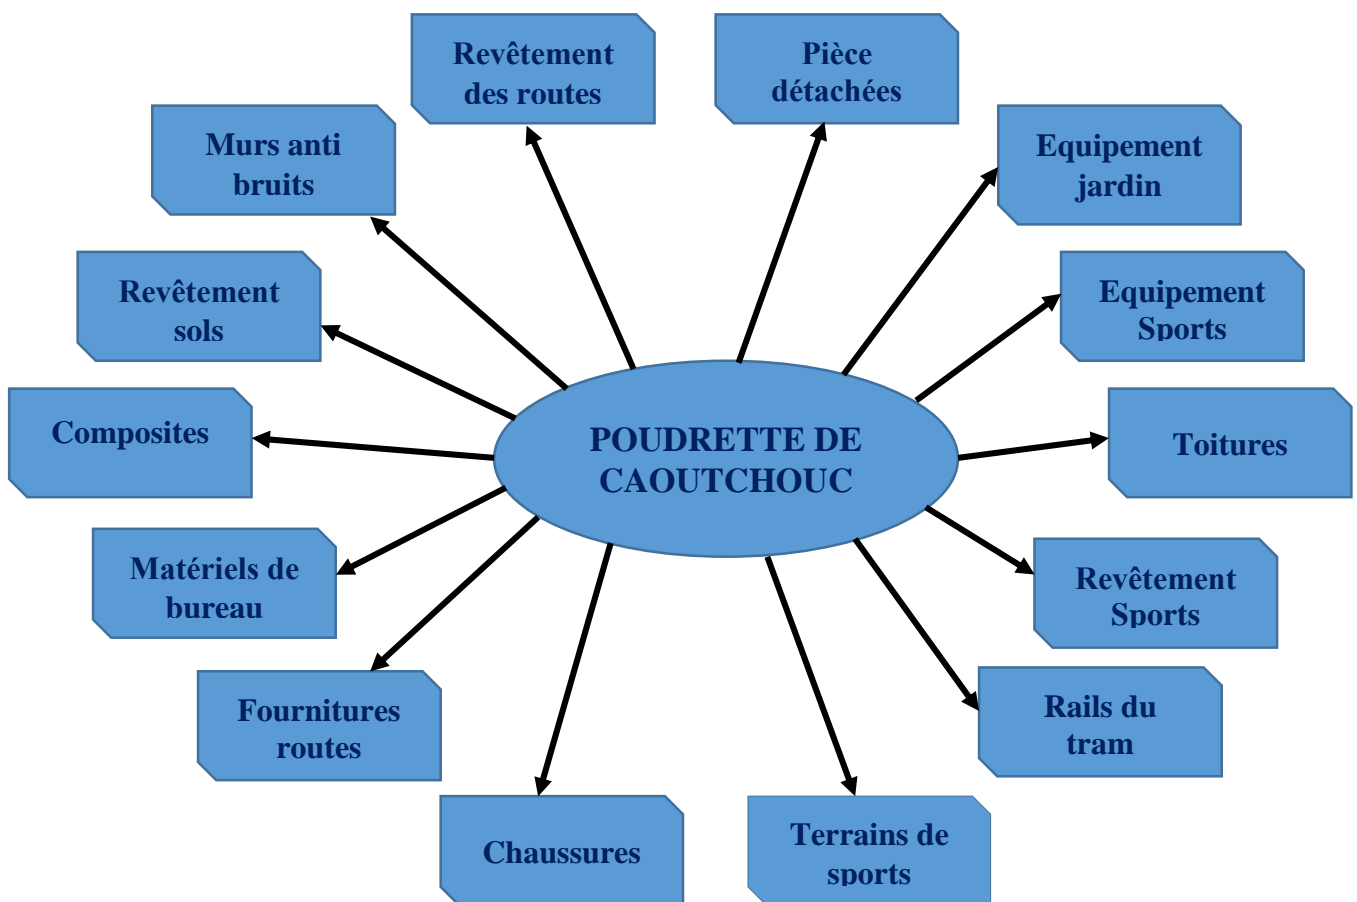 Revêtement
des routes
Pièce
détachées
Murs anti
bruits
Equipement
jardin
Revêtement
sols
Equipement
Sports
Composites
POUDRETTE DE
CAOUTCHOUC
Toitures
Matériels de
bureau
Revêtement
Sports
Fournitures
routes
Rails du
tram
Chaussures
Terrains de
sports